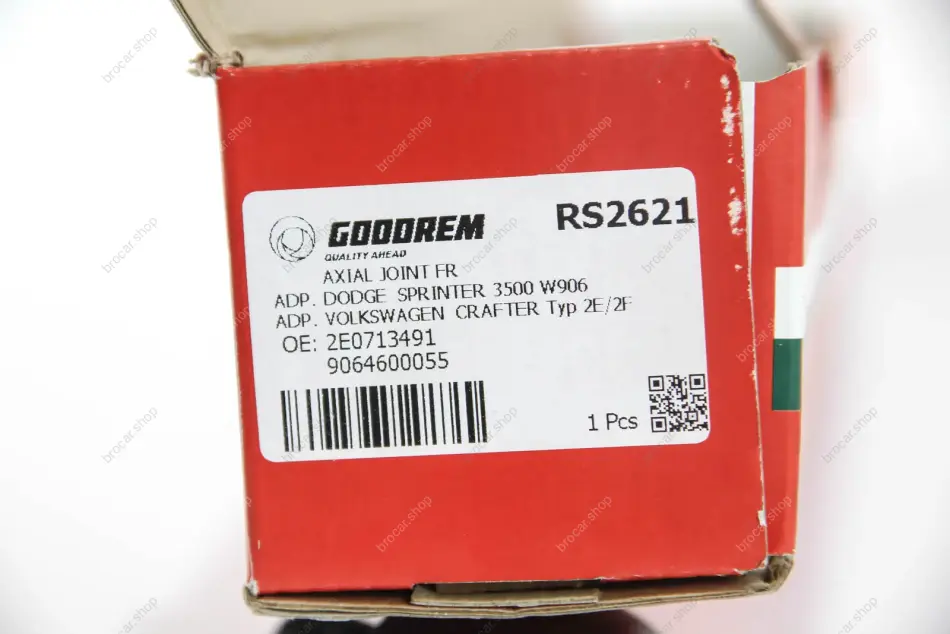 GOODREM
QUALITY AHEAD
RS2621
AXIAL JOINT FR
ADP. DODGE SPRINTER 3500 W906
ADP. VOLKSWAGEN CRAFTER Typ 2E/2F
OE: 2E0713491
9064600055
1 Pcs
brocar.shop